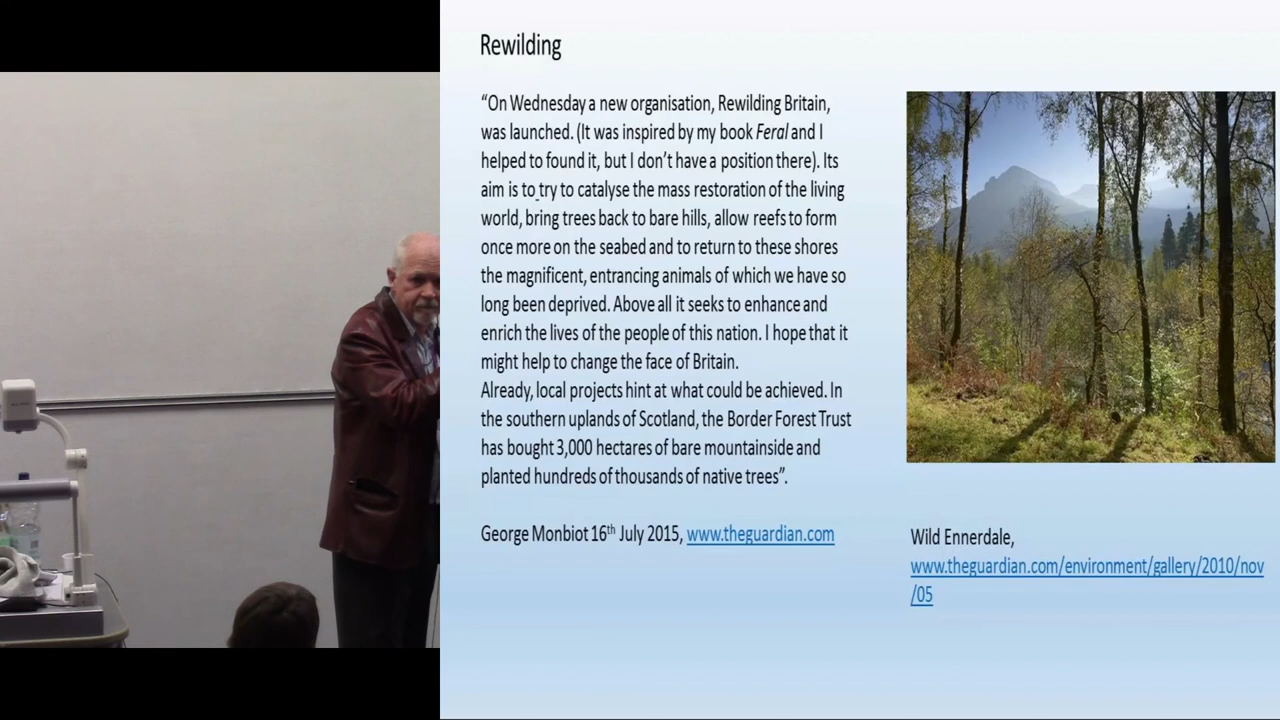 Rewilding
“On Wednesday a new organisation, Rewilding Britain,
was launched. (It was inspired by my book Feral and I
helped to found it, but I don’t have a position there). Its
aim is to try to catalyse the mass restoration of the living
world, bring trees back to bare hills, allow reefs to form
once more on the seabed and to return to these shores
the magnificent, entrancing animals of which we have so
long been deprived. Above all it seeks to enhance and
enrich the lives of the people of this nation. I hope that it
might help to change the face of Britain.
Already, local projects hint at what could be achieved. In
the southern uplands of Scotland, the Border Forest Trust
has bought 3,000 hectares of bare mountainside and
planted hundreds of thousands of native trees”.
George Monbiot 16th July 2015, www.theguardian.com
Wild Ennerdale,
www.theguardian.com/environment/gallery/2010/nov
/05